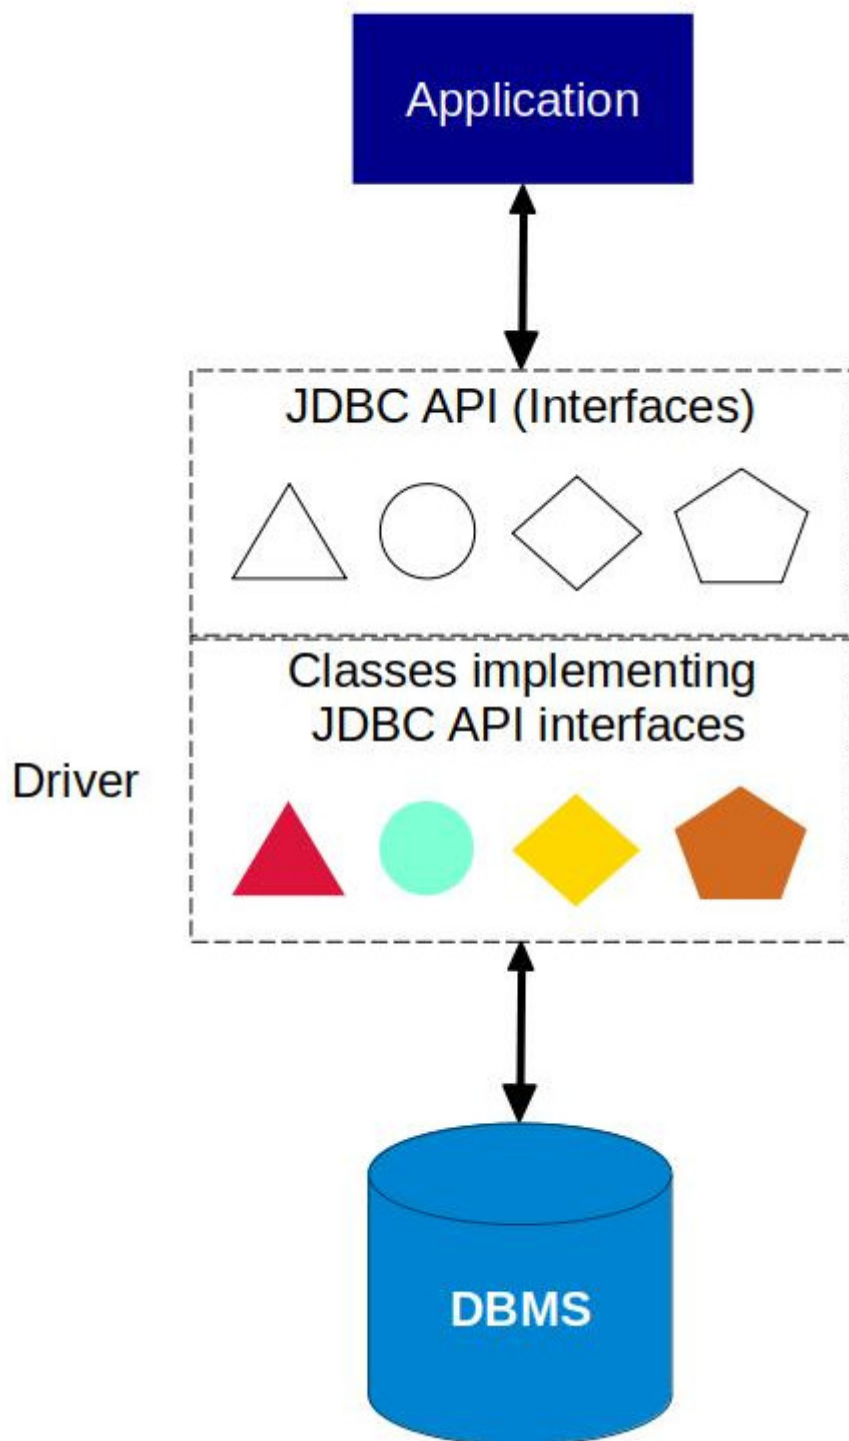 Application
JDBC API (Interfaces)
Classes implementing
JDBC API interfaces
Driver
DBMS